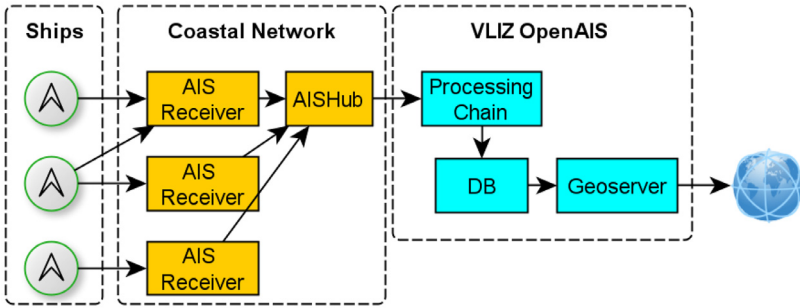 Ships
Coastal Network
VLIZ OpenAIS
AIS
Receiver
AISHub
Processing
Chain
AIS
Receiver
DB
Geoserver
AIS
Receiver